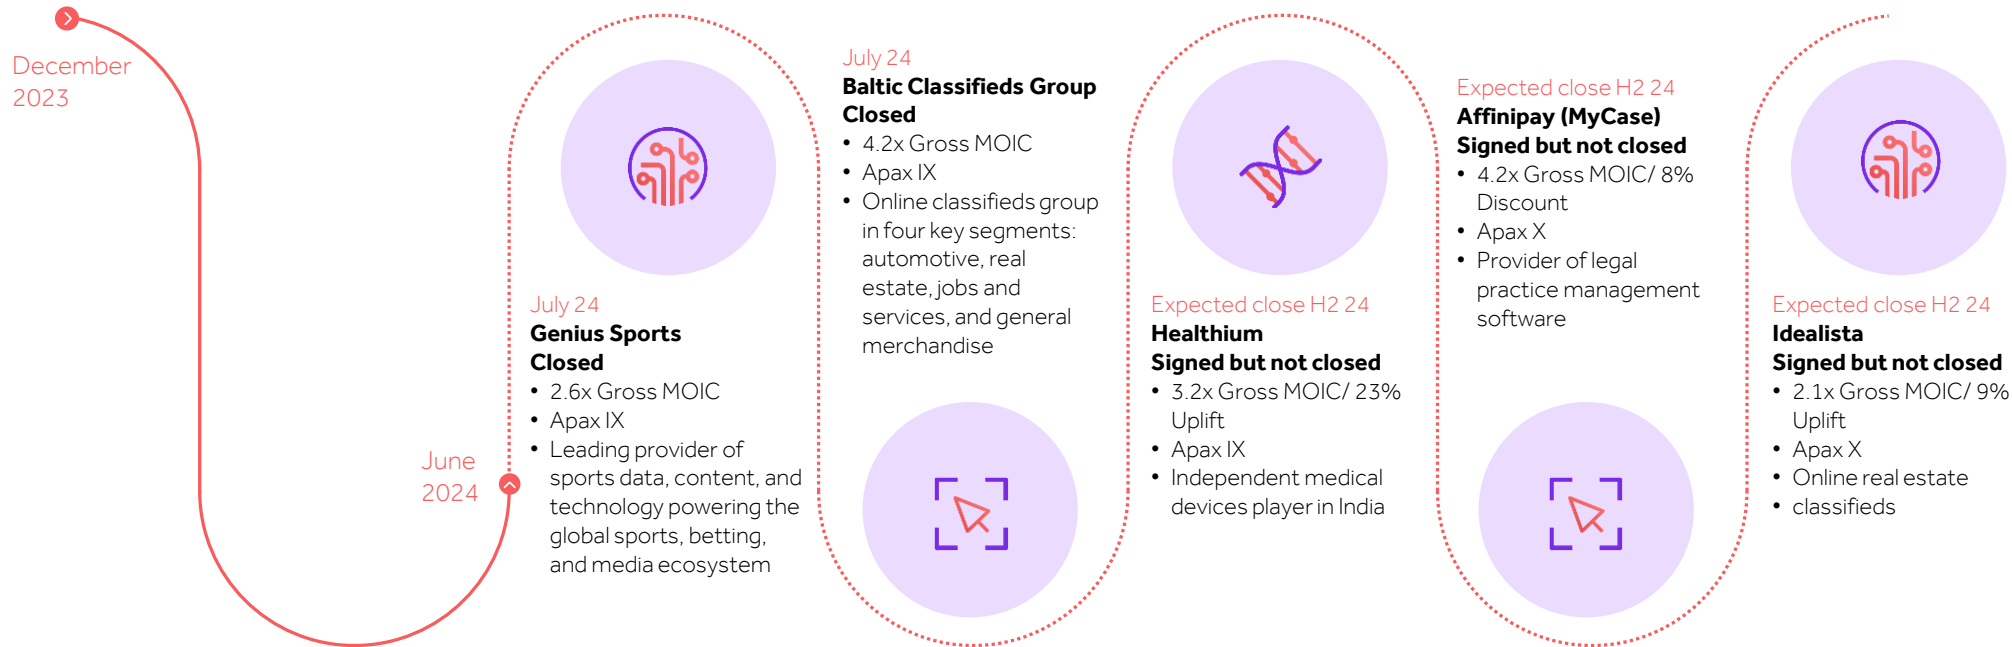 December
2023
June
2024
July 24
Genius Sports
Closed
• 2.6x Gross MOIC
• Apax IX
• Leading provider of
sports data, content, and
technology powering the
global sports, betting,
and media ecosystem
July 24
Baltic Classifieds Group
Closed
• 4.2x Gross MOIC
• Apax IX
• Online classifieds group
in four key segments:
automotive, real
estate, jobs and
services, and general
merchandise
Expected close H2 24
Healthium
Signed but not closed
• 3.2x Gross MOIC/ 23%
Uplift
• Apax IX
• Independent medical
devices player in India
Expected close H2 24
Affinipay (MyCase)
Signed but not closed
• 4.2x Gross MOIC/ 8%
Discount
• Apax X
• Provider of legal
practice management
software
Expected close H2 24
Idealista
Signed but not closed
• 2.1x Gross MOIC/ 9%
Uplift
• Apax X
• Online real estate
• classifieds